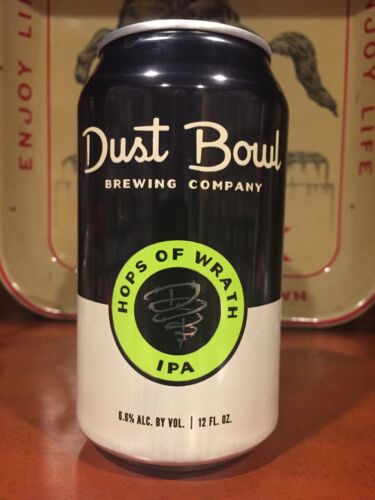 ENJOY LIFE
ENJOY LIFE
Dust Bowl
BREWING COMPANY
HOPS OF WRATH
IPA
6.6% ALC. BY VOL. | 12 FL. OZ.